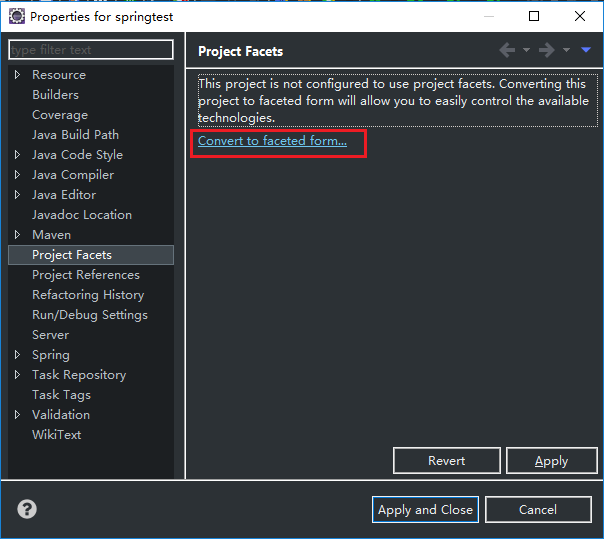 Properties for springtest
type filter text
Resource
Builders
Coverage
Java Build Path
Java Code Style
Java Compiler
Java Editor
Javadoc Location
Maven
Project Facets
Project References
Refactoring History
Run/Debug Settings
Server
Spring
Task Repository
Task Tags
Validation
WikiText
Project Facets
This project is not configured to use project facets. Converting this
project to faceted form will allow you to easily control the available
technologies.
Convert to faceted form...
Revert
Apply
Apply and Close
Cancel